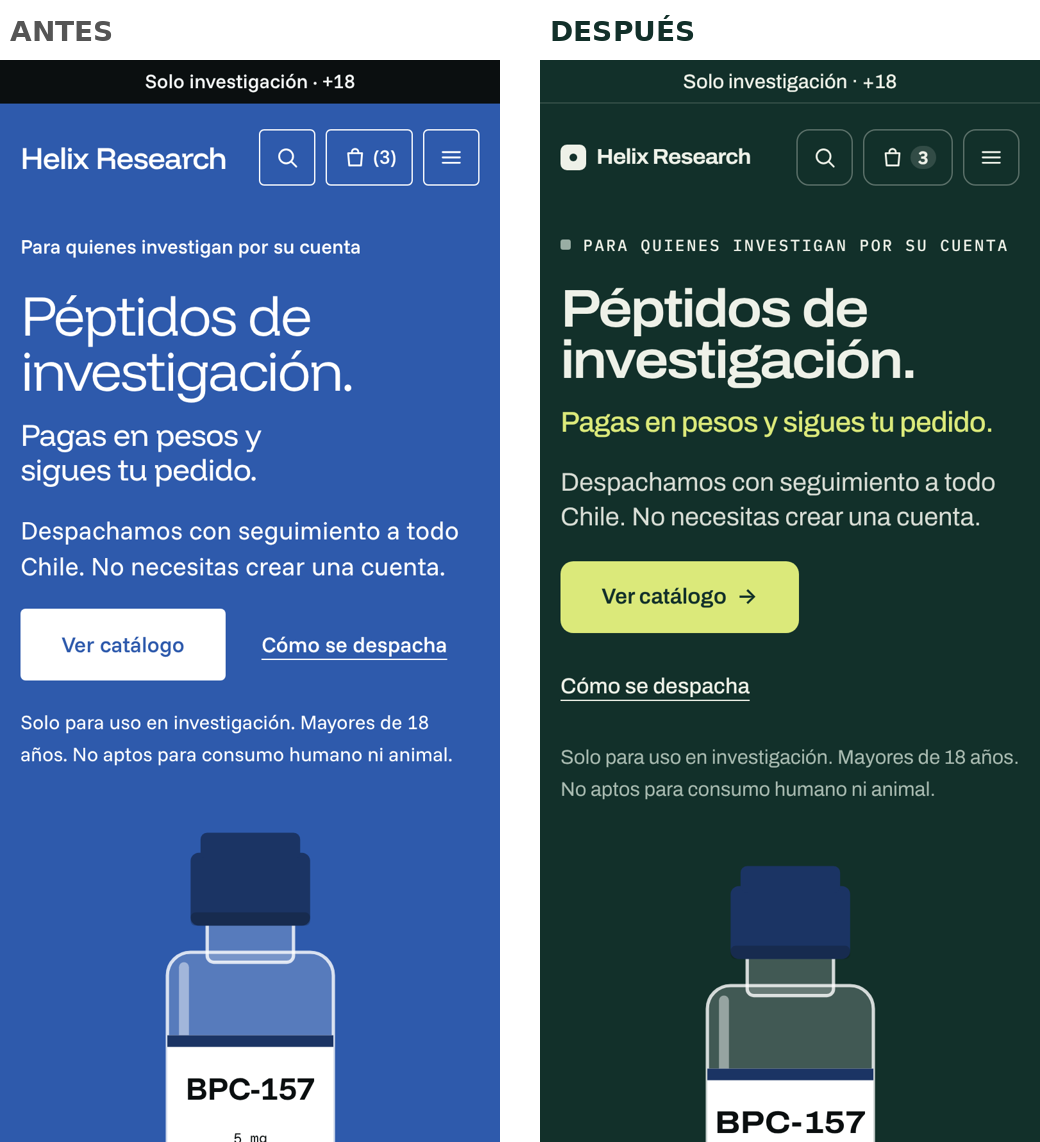 ANTES
Solo investigación · +18
Helix Research
(3)
Para quienes investigan por su cuenta
Péptidos de
investigación.
Pagas en pesos y
sigues tu pedido.
Despachamos con seguimiento a todo
Chile. No necesitas crear una cuenta.
Ver catálogo
Cómo se despacha
Solo para uso en investigación. Mayores de 18
años. No aptos para consumo humano ni animal.
BPC-157
5 mg
DESPUÉS
Solo investigación · +18
Helix Research
3
PARA QUIENES INVESTIGAN POR SU CUENTA
Péptidos de
investigación.
Pagas en pesos y sigues tu pedido.
Despachamos con seguimiento a todo
Chile. No necesitas crear una cuenta.
Ver catálogo →
Cómo se despacha
Solo para uso en investigación. Mayores de 18 años.
No aptos para consumo humano ni animal.
BPC-157